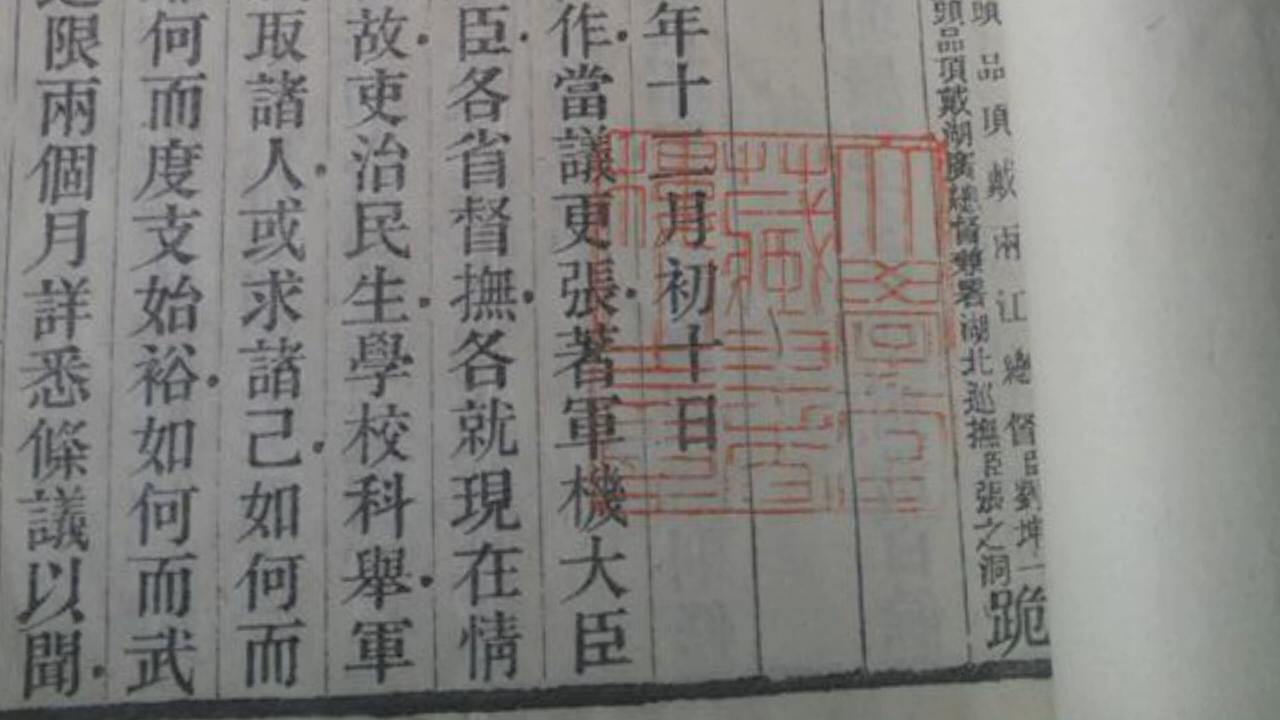 頭品頂戴兩江總督臣劉坤一
頭品頂戴湖廣總督兼署湖北巡撫臣張之洞
跪
年十二月初十日
作當議更張著軍機大臣
臣各省督撫各就現在情
故吏治民生學校科舉軍
取諸人或求諸己如何而
何而度支始裕如何而武
限兩個月詳悉條議以聞